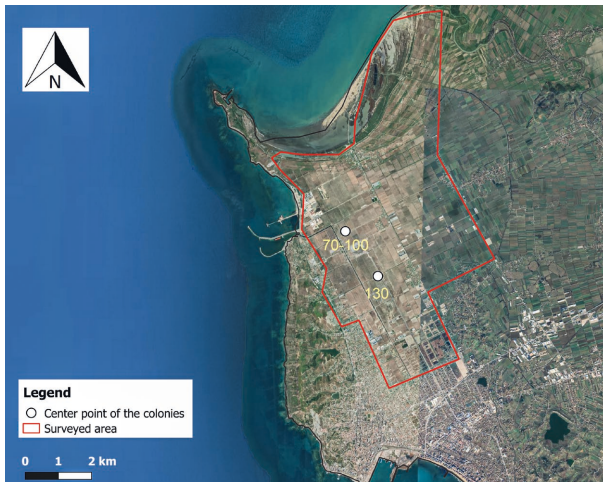 N
70-100
130
Legend
Center point of the colonies
Surveyed area
0 1 2 km